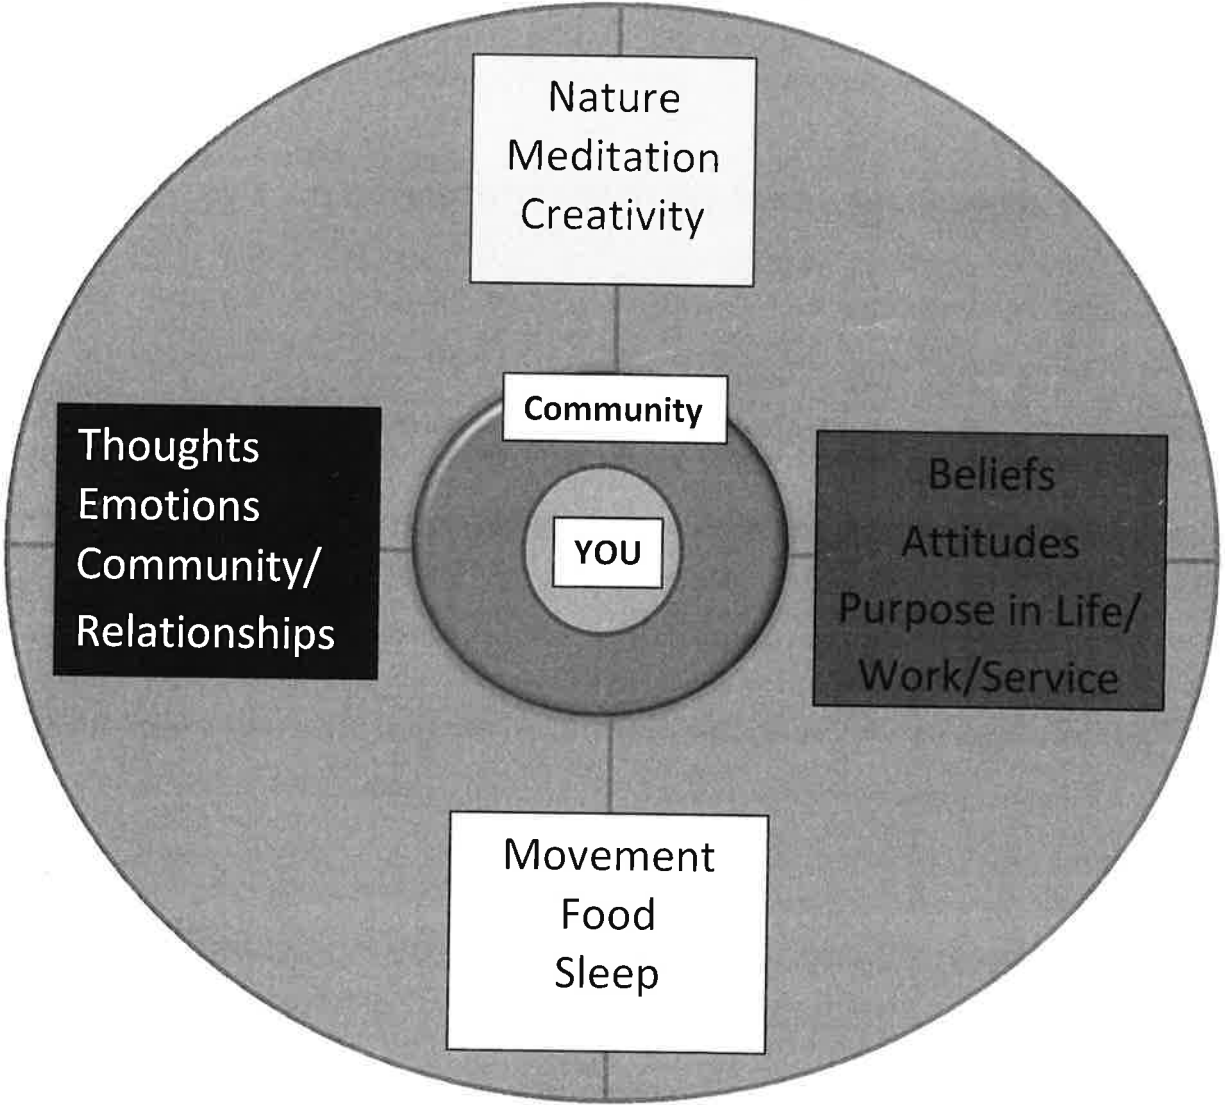 Nature
Meditation
Creativity
Community
Thoughts
Emotions
Community/
Relationships
YOU
Beliefs
Attitudes
Purpose in Life/
Work/Service
Movement
Food
Sleep